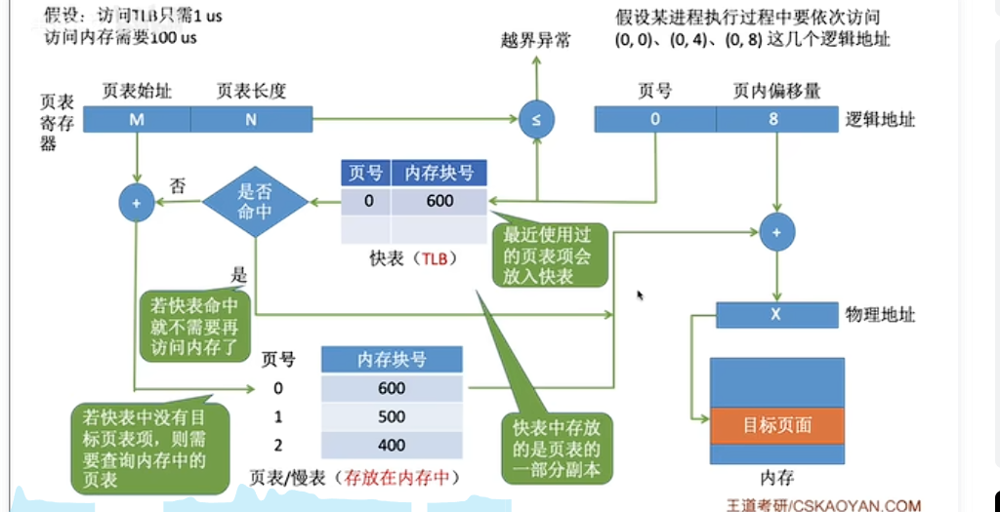 假设：访问TLB只需1 us
访问内存需要100 us
假设某进程执行过程中要依次访问
(0, 0)、(0, 4)、(0, 8) 这几个逻辑地址
越界异常
页表始址
页表长度
页号
页内偏移量
页表
寄存
器
M
N
≤
0
8
逻辑地址
页号
内存块号
0
600
快表（TLB）
是否
命中
否
+
是
最近使用过
的页表项会
放入快表
+
若快表命中
就不需要再
访问内存了
X
物理地址
页号
内存块号
0
600
1
500
2
400
页表/慢表（存放在内存中）
若快表中没有目
标页表项，则需
要查询内存中的
页表
快表中存放
的是页表的
一部分副本
目标页面
内存
王道考研/CSKAOYAN.COM